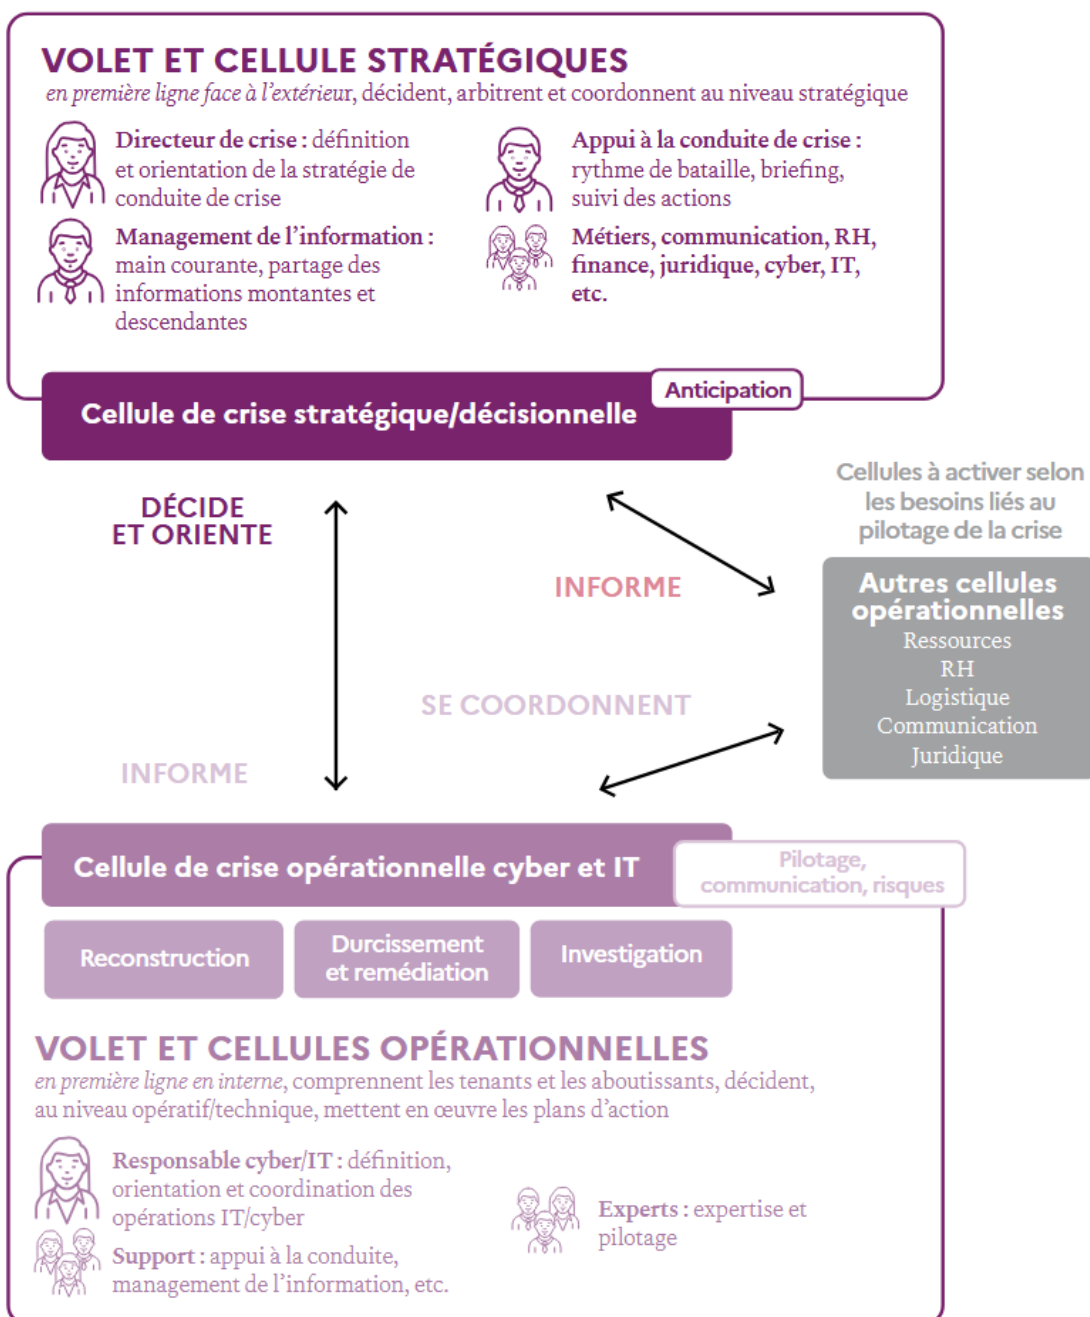 VOLET ET CELLULE STRATÉGIQUES
en première ligne face à l'extérieur, décident, arbitrent et coordonnent au niveau stratégique
Directeur de crise : définition
et orientation de la stratégie de
conduite de crise
Management de l'information :
main courante, partage des
informations montantes et
descendantes
Appui à la conduite de crise :
rythme de bataille, briefing,
suivi des actions
Métiers, communication, RH,
finance, juridique, cyber, IT,
etc.
Anticipation
Cellule de crise stratégique/décisionnelle
DÉCIDE
ET ORIENTE
Cellules à activer selon
les besoins liés au
pilotage de la crise
INFORME
Autres cellules
opérationnelles
Ressources
RH
Logistique
Communication
Juridique
SE COORDONNENT
INFORME
Cellule de crise opérationnelle cyber et IT
Pilotage,
communication, risques
Reconstruction
Durcissement
et remédiation
Investigation
VOLET ET CELLULES OPÉRATIONNELLES
en première ligne en interne, comprennent les tenants et les aboutissants, décident,
au niveau opératif/technique, mettent en œuvre les plans d'action
Responsable cyber/IT : définition,
orientation et coordination des
opérations IT/cyber
Support : appui à la conduite,
management de l'information, etc.
Experts : expertise et
pilotage